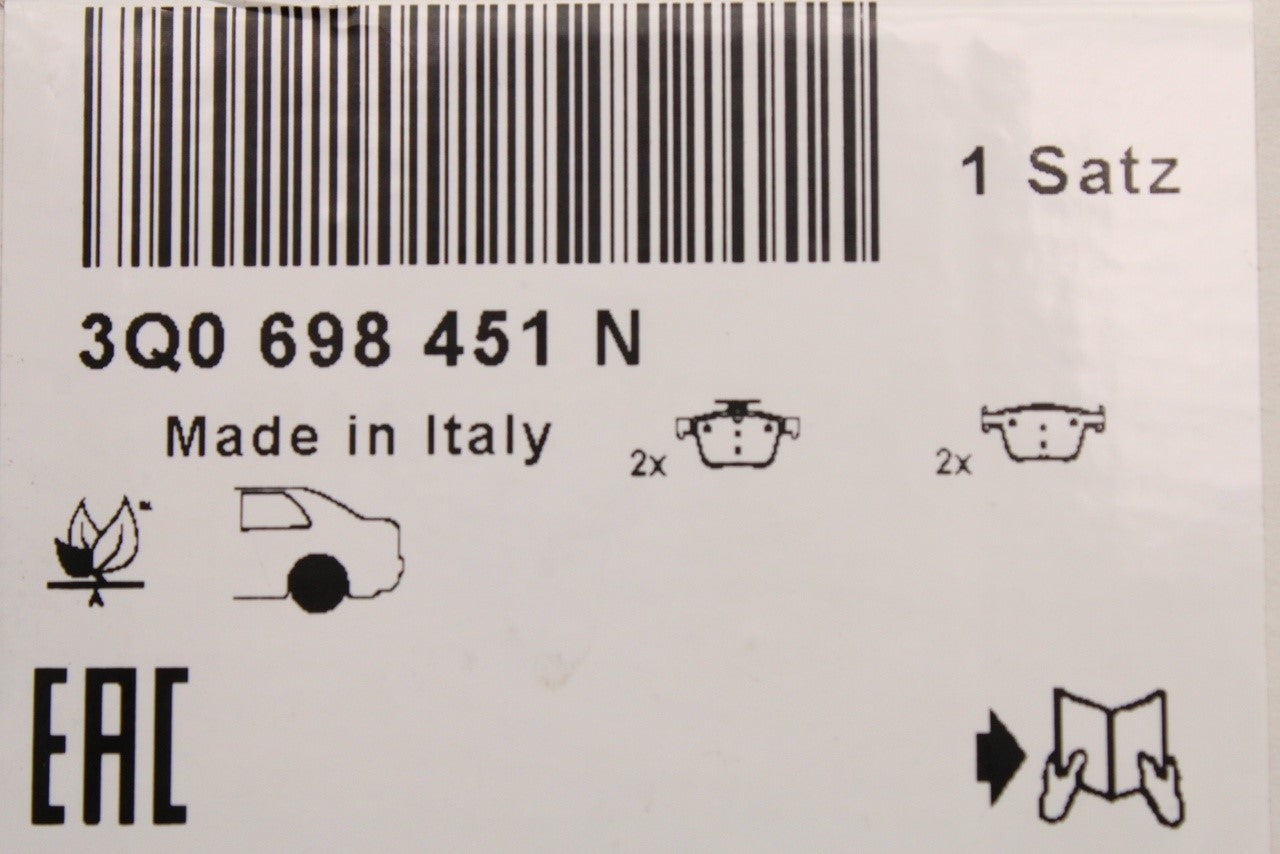 1 Satz
3Q0 698 451 N
Made in Italy
2x
2x
EAC